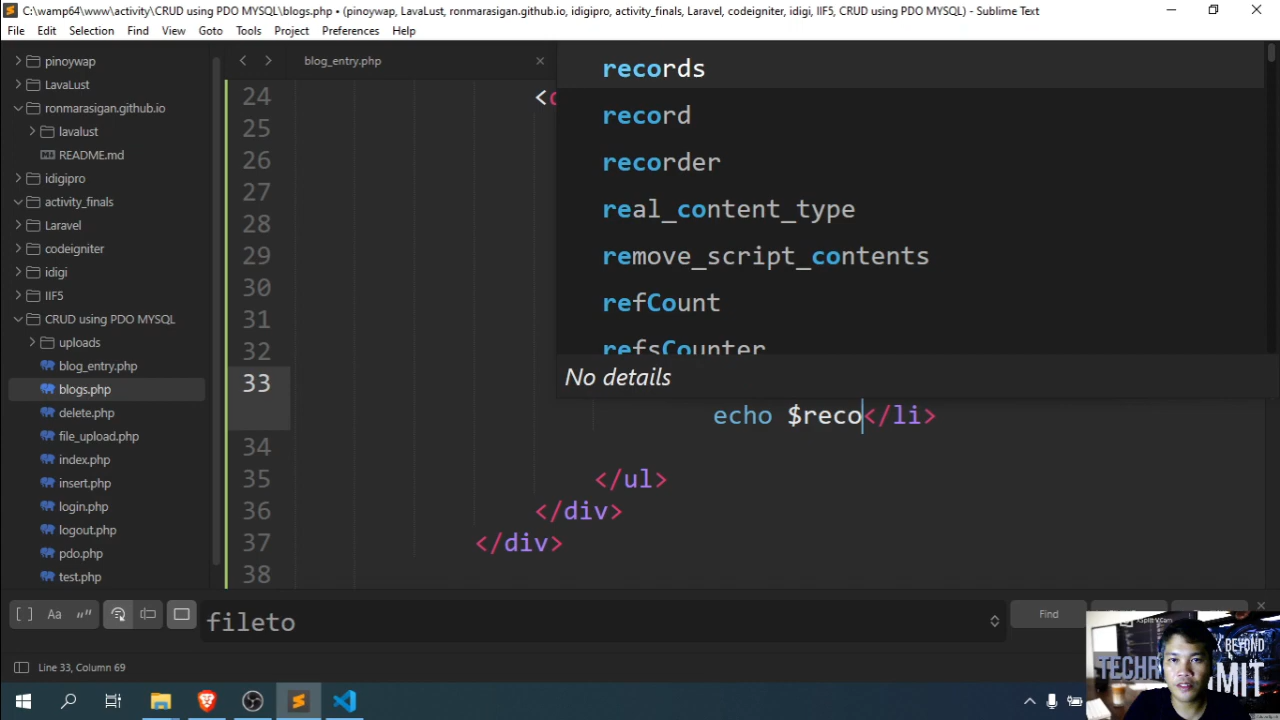 C:\wamp64\www\activity\CRUD using PDO MYSQL\blogs.php • (pinoywap, LavaLust, ronmarasigan.github.io, idigipro, activity_finals, Laravel, codeigniter, idigi, IIF5, CRUD using PDO MYSQL) - Sublime Text
File Edit Selection Find View Goto Tools Project Preferences Help
pinoywap
LavaLust
ronmarasigan.github.io
lavalust
README.md
idigipro
activity_finals
Laravel
codeigniter
idigi
IIF5
CRUD using PDO MYSQL
uploads
blog_entry.php
blogs.php
delete.php
file_upload.php
index.php
insert.php
login.php
logout.php
pdo.php
test.php
blog_entry.php
24 <
25
26
27
28
29
30
31
32
33
echo $reco</li>
34
35 </ul>
36 </div>
37 </div>
38
records
record
recorder
real_content_type
remove_script_contents
refCount
refsCounter
No details
[ ] Aa “” fileto Find
Line 33, Column 69
BEYOND
MIT